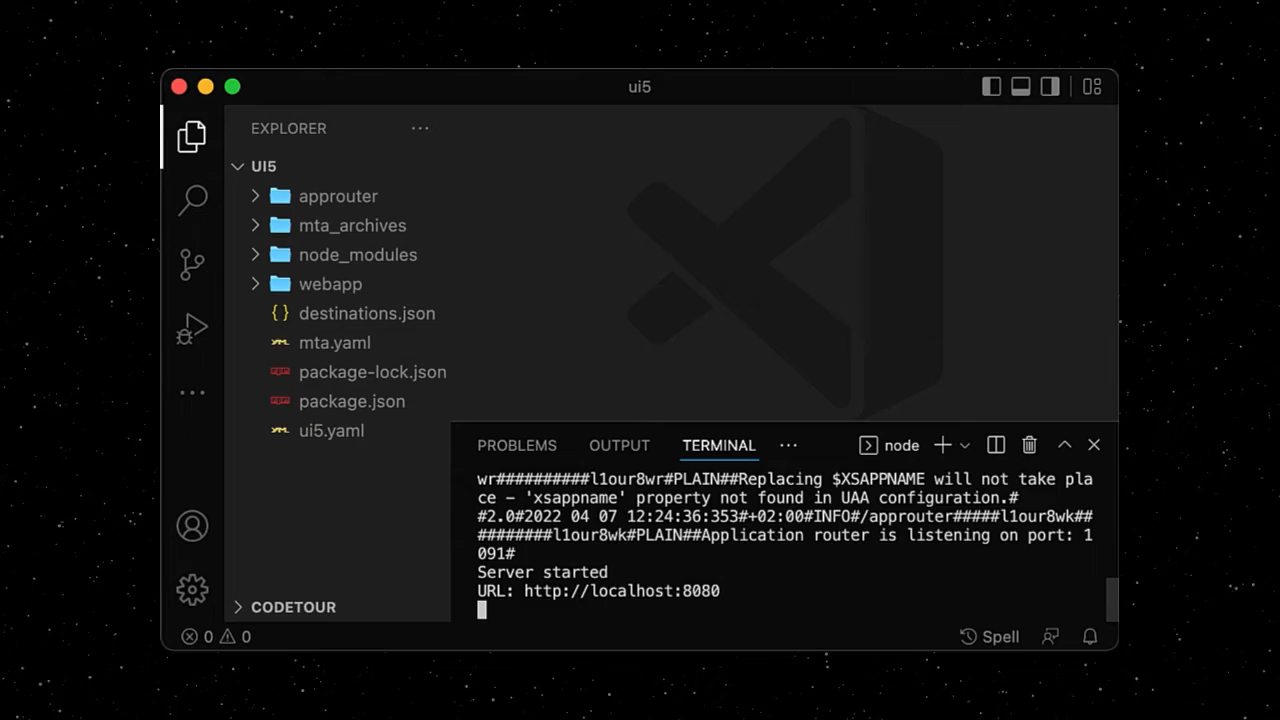 ui5
EXPLORER
UI5
approuter
mta_archives
node_modules
webapp
destinations.json
mta.yaml
package-lock.json
package.json
ui5.yaml
CODETOUR
PROBLEMS OUTPUT TERMINAL node
wr##########l1our8wr#PLAIN##Replacing $XSAPPNAME will not take pla
ce - 'xsappname' property not found in UAA configuration.#
#2.0#2022 04 07 12:24:36:353#+02:00#INFO#/approuter#####l1our8wk##
########l1our8wk#PLAIN##Application router is listening on port: 1
091#
Server started
URL: http://localhost:8080
0 0 Spell